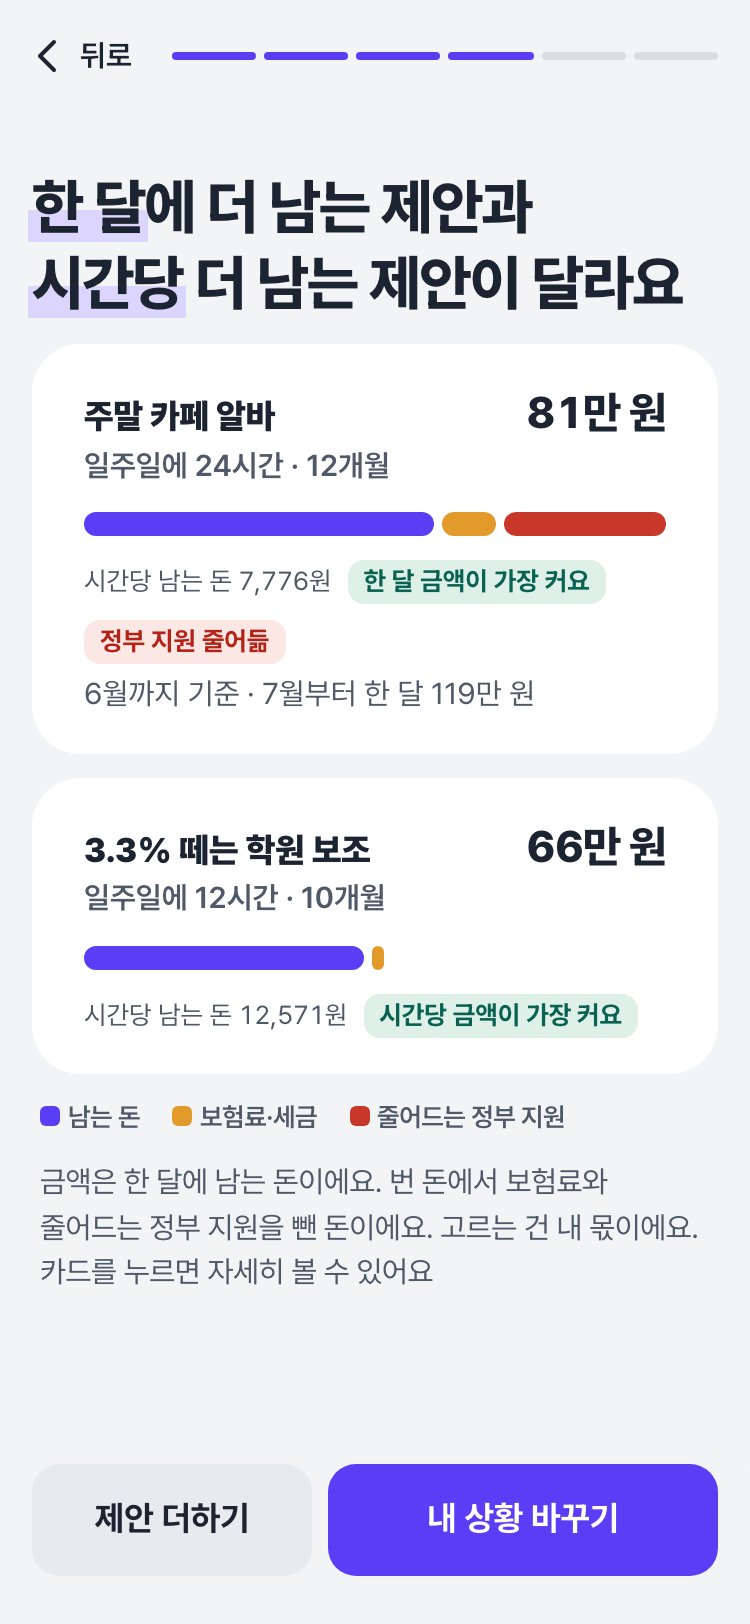 뒤로
한 달에 더 남는 제안과
시간당 더 남는 제안이 달라요
주말 카페 알바
81만 원
일주일에 24시간 · 12개월
시간당 남는 돈 7,776원
한 달 금액이 가장 커요
정부 지원 줄어듦
6월까지 기준 · 7월부터 한 달 119만 원
3.3% 떼는 학원 보조
66만 원
일주일에 12시간 · 10개월
시간당 남는 돈 12,571원
시간당 금액이 가장 커요
남는 돈
보험료·세금
줄어드는 정부 지원
금액은 한 달에 남는 돈이에요. 번 돈에서 보험료와
줄어드는 정부 지원을 뺀 돈이에요. 고르는 건 내 몫이에요.
카드를 누르면 자세히 볼 수 있어요
제안 더하기
내 상황 바꾸기